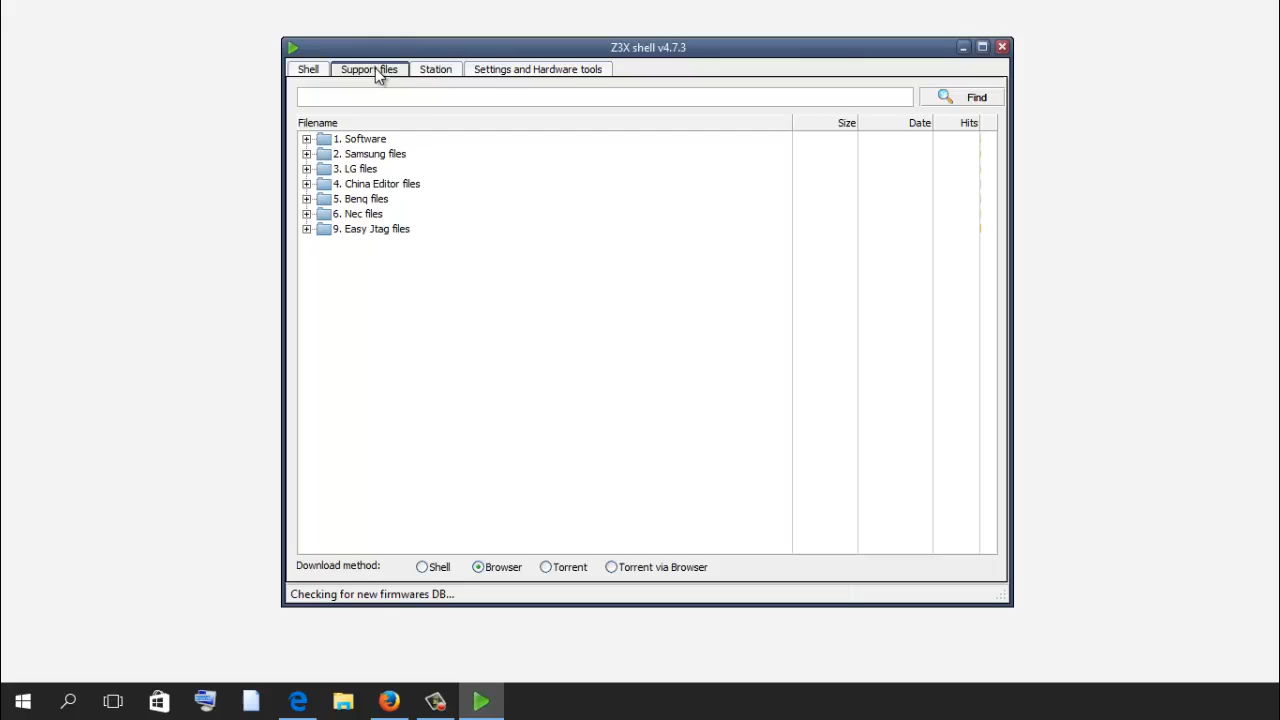 Z3X shell v4.7.3
Shell Support files Station Settings and Hardware tools
Find
Filename Size Date Hits
1. Software
2. Samsung files
3. LG files
4. China Editor files
5. Benq files
6. Nec files
9. Easy Jtag files
Download method: Shell Browser Torrent Torrent via Browser
Checking for new firmwares DB...